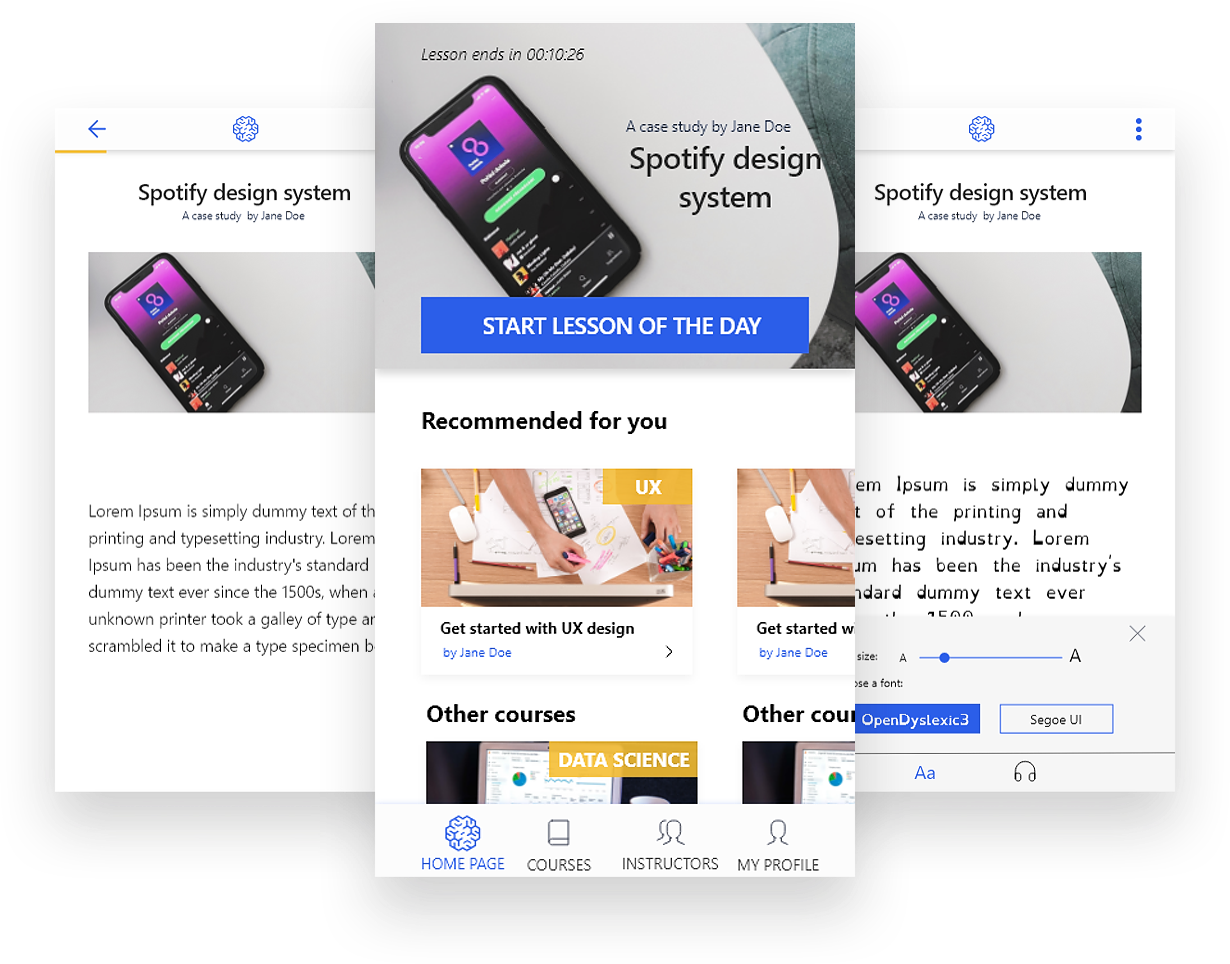 Spotify design system
A case study by Jane Doe
Lorem Ipsum is simply dummy text of th
printing and typesetting industry. Lorem
Ipsum has been the industry's standard
dummy text ever since the 1500s, when a
unknown printer took a galley of type an
scrambled it to make a type specimen b
Lesson ends in 00:10:26
A case study by Jane Doe
Spotify design
system
START LESSON OF THE DAY
Recommended for you
UX
Get started with UX design
by Jane Doe
Get started wi
by Jane Doe
Other courses
Other cour
DATA SCIENCE
HOME PAGE
COURSES
INSTRUCTORS
MY PROFILE
Spotify design system
A case study by Jane Doe
em Ipsum is simply dummy
t of the printing and
esetting industry. Lorem
um has been the industry's
ndard dummy text ever
size: A A
ose a font:
OpenDyslexic3
Segoe UI
Aa